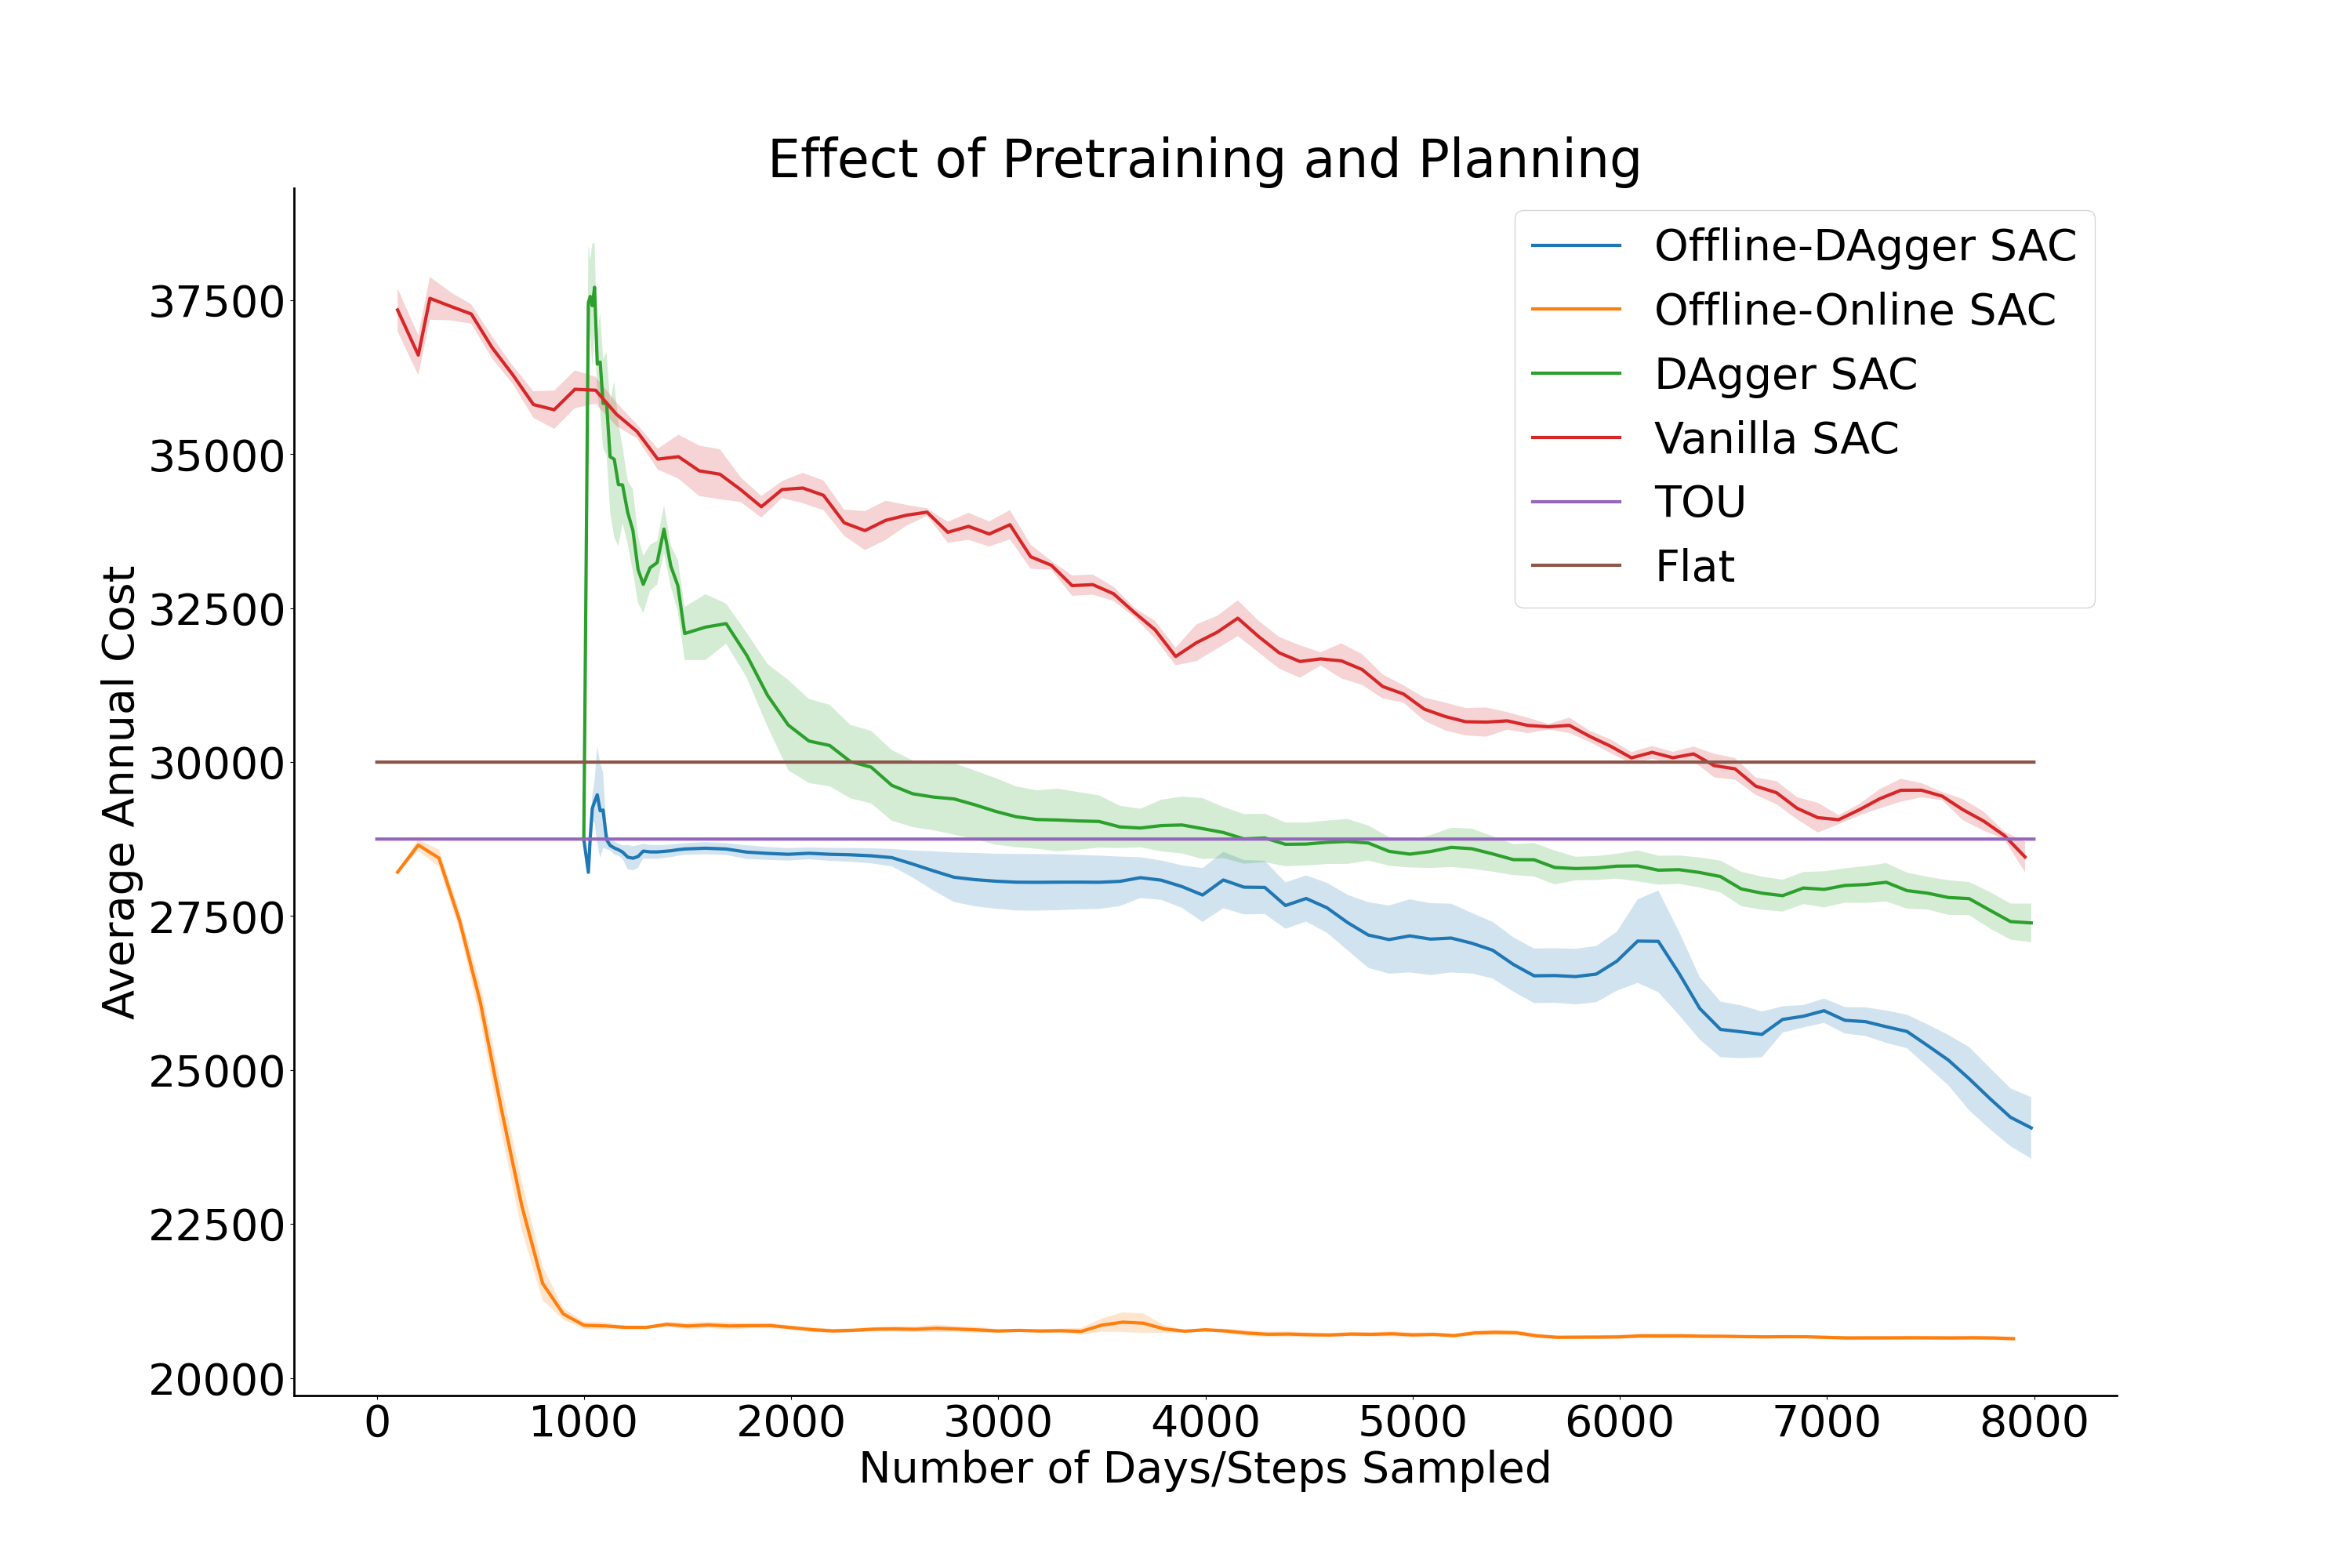 Effect of Pretraining and Planning
Offline-DAgger SAC
Offline-Online SAC
DAgger SAC
Vanilla SAC
TOU
Flat
Average Annual Cost
37500
35000
32500
30000
27500
25000
22500
20000
0 1000 2000 3000 4000 5000 6000 7000 8000
Number of Days/Steps Sampled